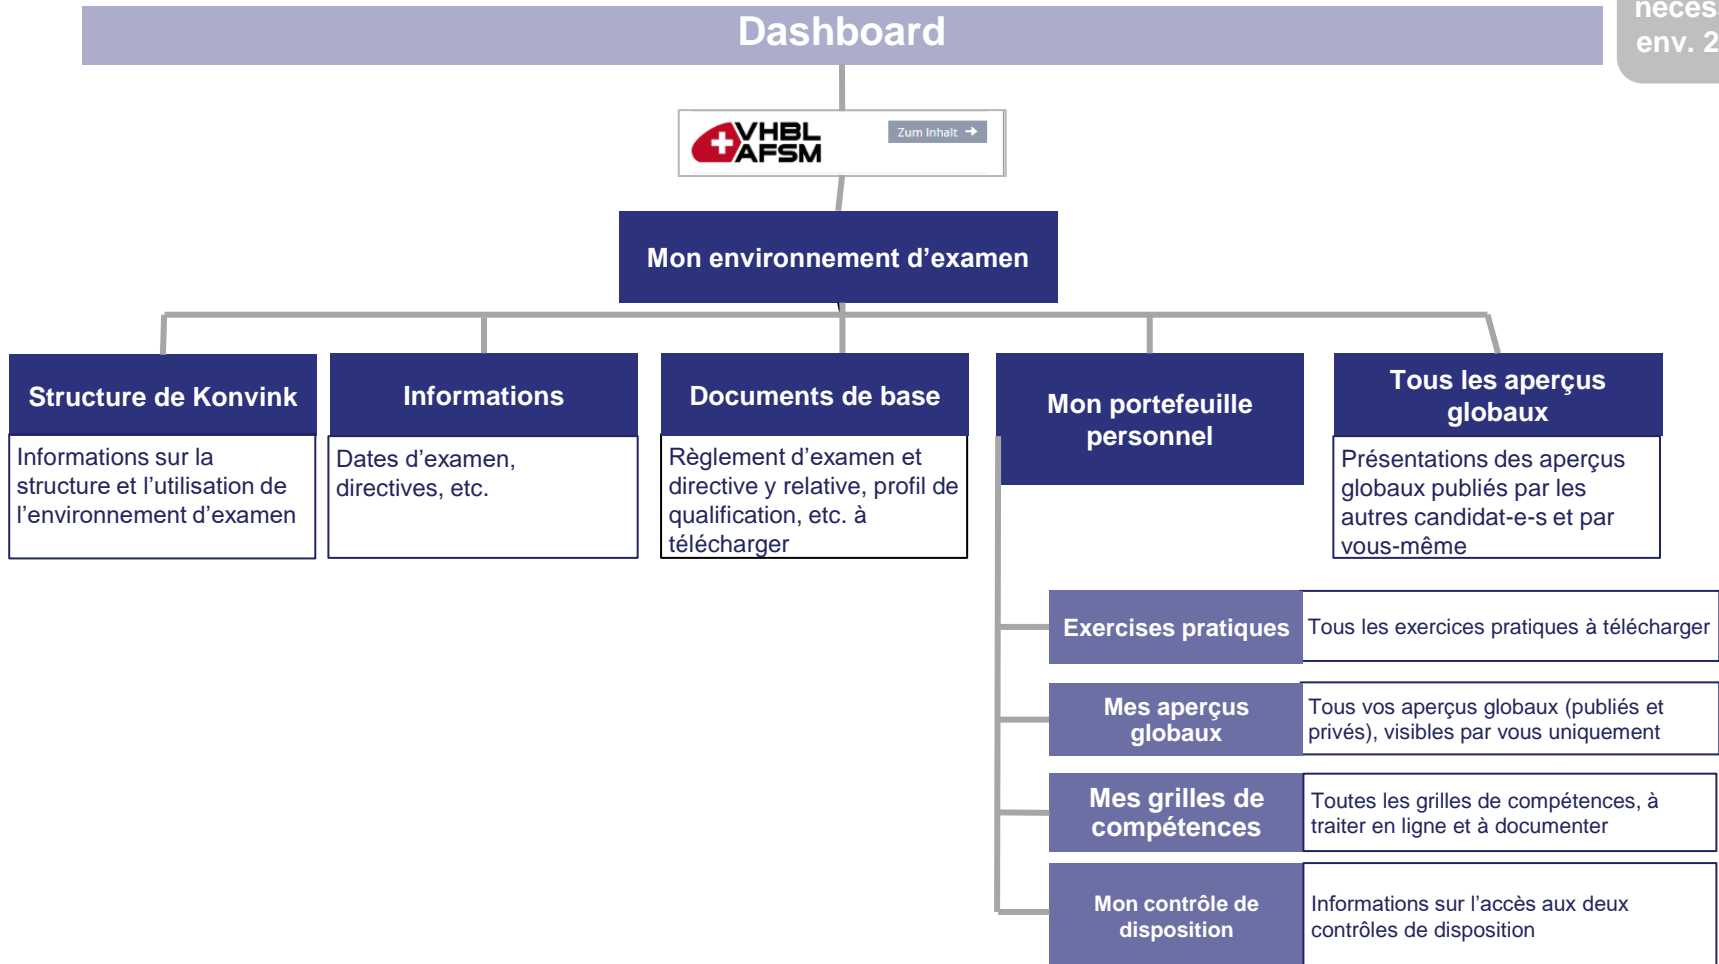 Dashboard
env. 2
VHBL
AFSM
Zum Inhalt
Mon environnement d’examen
Structure de Konvink
Informations sur la
structure et l’utilisation de
l’environnement d’examen
Informations
Dates d’examen,
directives, etc.
Documents de base
Règlement d’examen et
directive y relative, profil de
qualification, etc. à
télécharger
Mon portefeuille
personnel
Tous les aperçus
globaux
Présentations des aperçus
globaux publiés par les
autres candidat-e-s et par
vous-même
Exercises pratiques
Tous les exercices pratiques à télécharger
Mes aperçus
globaux
Tous vos aperçus globaux (publiés et
privés), visibles par vous uniquement
Mes grilles de
compétences
Toutes les grilles de compétences, à
traiter en ligne et à documenter
Mon contrôle de
disposition
Informations sur l’accès aux deux
contrôles de disposition